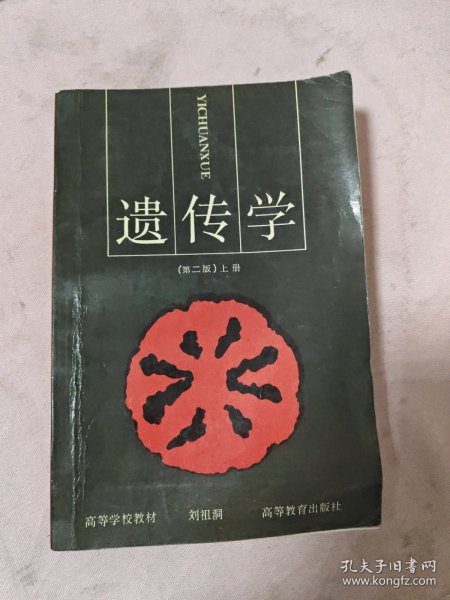 YICHUANXUE
遗传学
(第二版)上册
高等学校教材 刘祖洞 高等教育出版社
孔夫子旧书网
www.kongfz.com